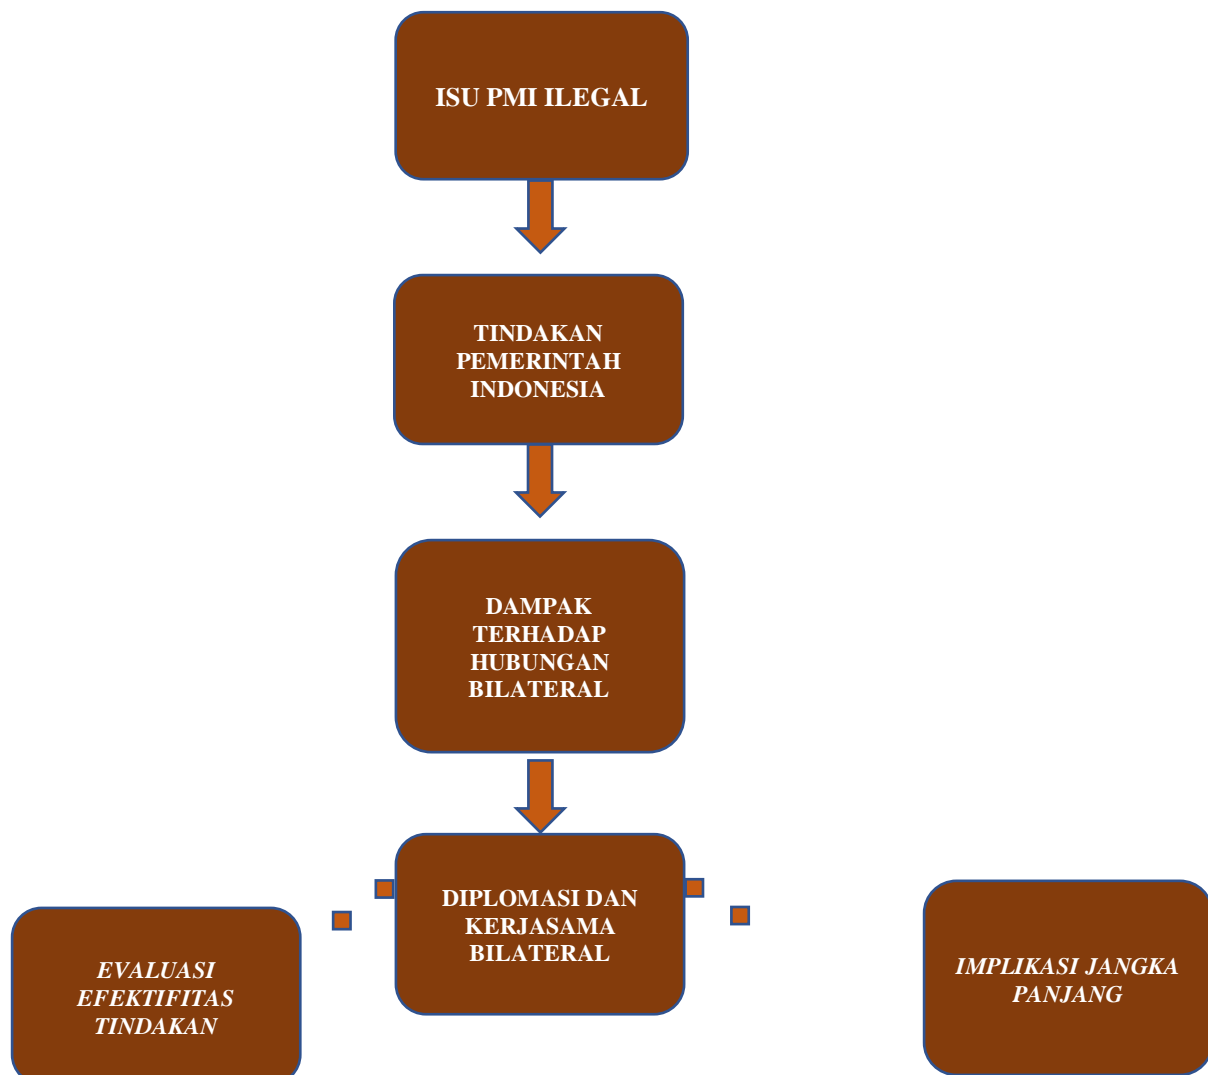 ISU PMI ILEGAL
TINDAKAN
PEMERINTAH
INDONESIA
DAMPAK
TERHADAP
HUBUNGAN
BILATERAL
DIPLOMASI DAN
KERJASAMA
BILATERAL
EVALUASI
EFEKTIFITAS
TINDAKAN
IMPLIKASI JANGKA
PANJANG